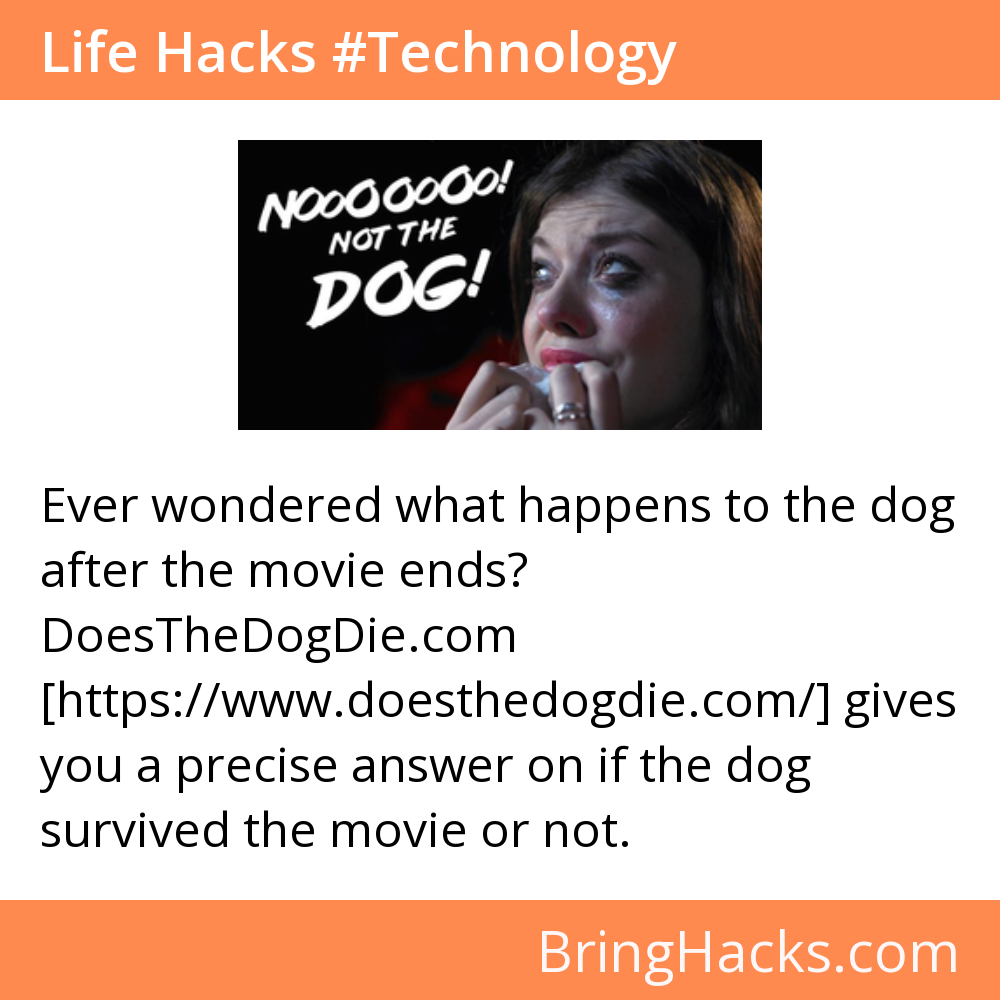 Life Hacks #Technology
NOOOOOOO!
NOT THE
DOG!
Ever wondered what happens to the dog
after the movie ends?
DoesTheDogDie.com
[https://www.doesthedogdie.com/] gives
you a precise answer on if the dog
survived the movie or not.
BringHacks.com